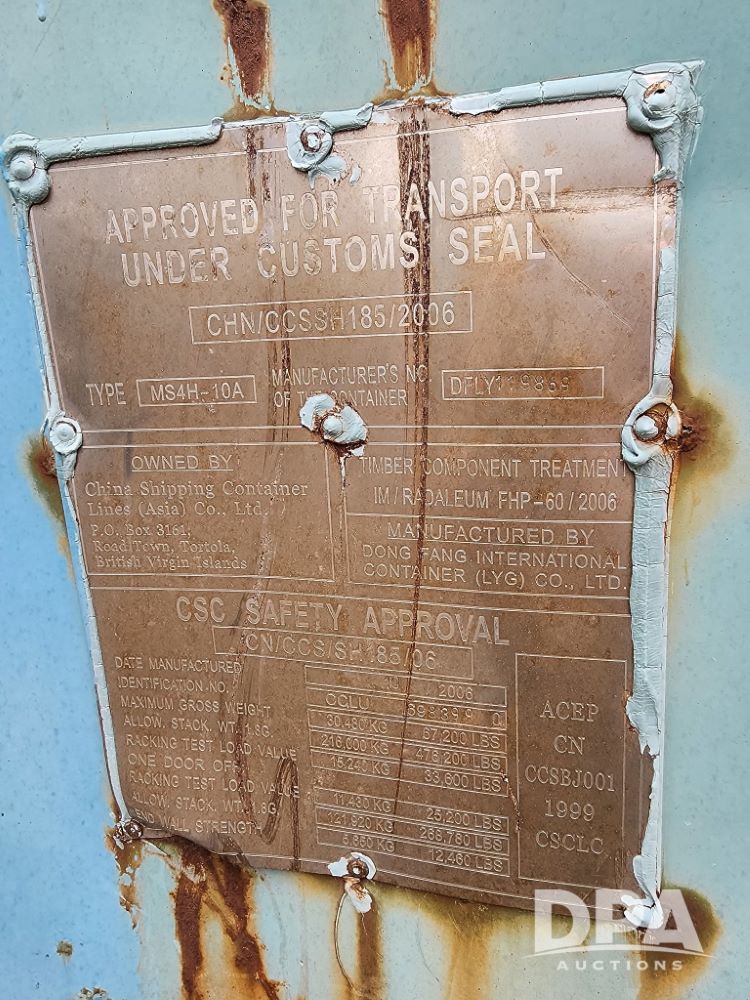 APPROVED FOR TRANSPORT
UNDER CUSTOMS SEAL
CHN/CCSSH185/2006
TYPE MS4H-10A
MANUFACTURER'S NO.
OF THE CONTAINER
OWNED BY
China Shipping Container
Lines (Asia) Co., Ltd.
P.O. Box 3161,
Road Town, Tortola,
British Virgin Islands
TIMBER COMPONENT TREATMENT
IM/RADALEUM FHP-60/2006
MANUFACTURED BY
DONG FANG INTERNATIONAL
CONTAINER (LYG) CO., LTD.
CSC SAFETY APPROVAL
CN/CCS/SH185/06
DATE MANUFACTURED 10 2006
IDENTIFICATION NO. CCLU
MAXIMUM GROSS WEIGHT 30.480 KG 67,200 LBS
ALLOW. STACK. WT. 1.8G. 216.000 KG 476,200 LBS
RACKING TEST LOAD VALUE 15.240 KG 33,600 LBS
ONE DOOR OFF
RACKING TEST LOAD VALUE 11.430 KG 25,200 LBS
ALLOW. STACK. WT. 1.8G 121.920 KG 268,780 LBS
END WALL STRENGTH 12,460 LBS
ACEP
CN
CCSBJ001
1999
CSCLC
DPA
AUCTIONS